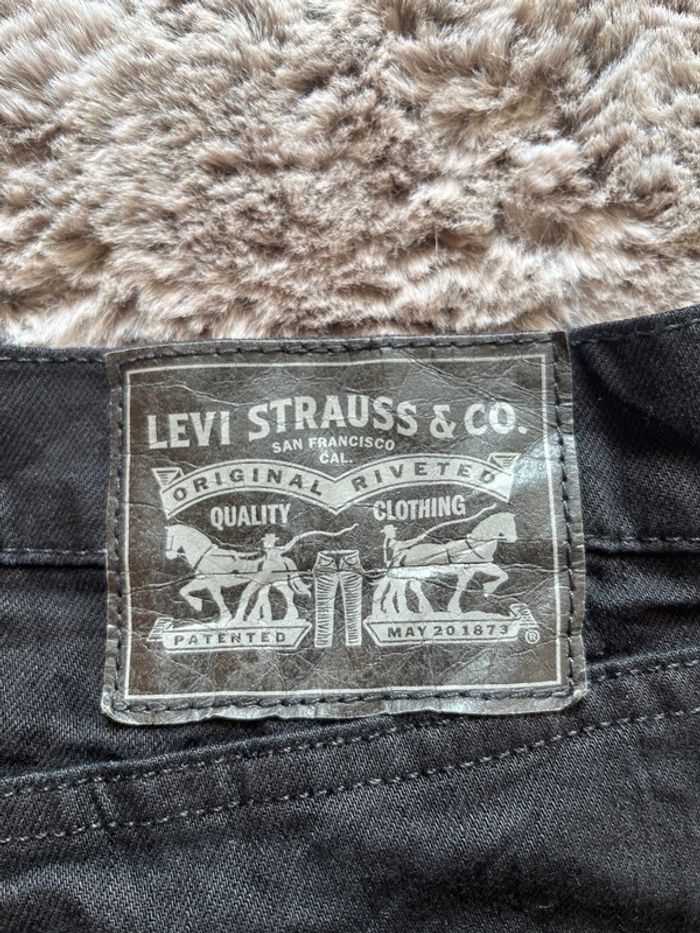 LEVI STRAUSS & CO.
SAN FRANCISCO
CAL.
ORIGINAL RIVETED
QUALITY CLOTHING
PATENTED MAY 20 1873 ®